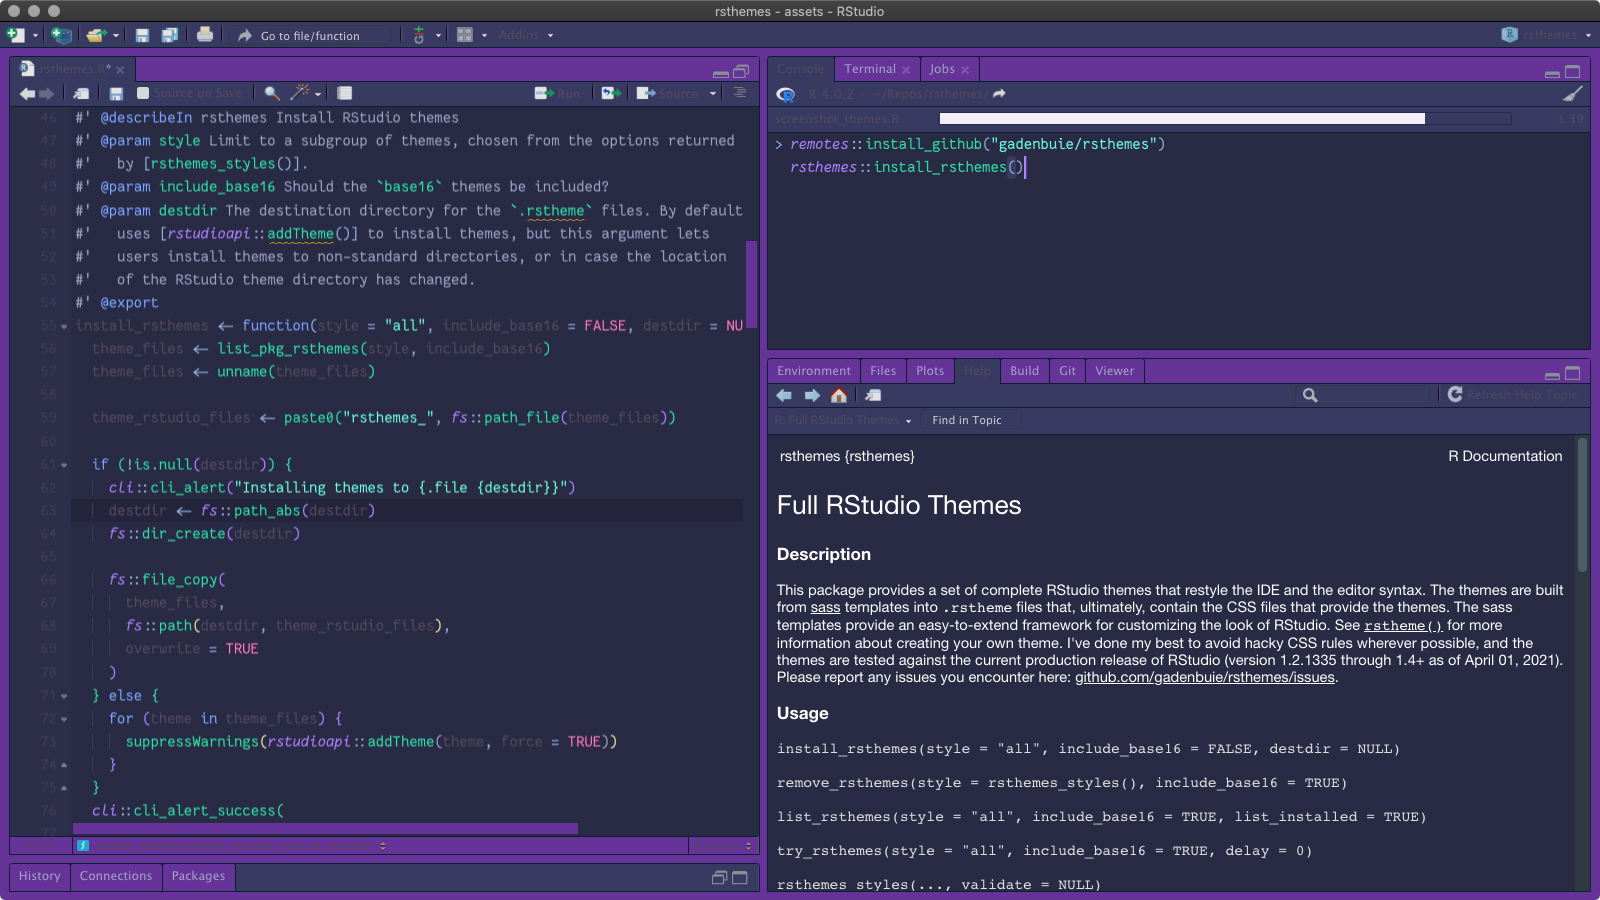 rsthemes - assets - RStudio
Go to file/function
Addins
rsthemes
rsthemes.R*
Source on Save
Run
Source
46 #' @describeIn rsthemes Install RStudio themes
47 #' @param style Limit to a subgroup of themes, chosen from the options returned
48 #'   by [rsthemes_styles()].
49 #' @param include_base16 Should the `base16` themes be included?
50 #' @param destdir The destination directory for the `.rstheme` files. By default
51 #'   uses [rstudioapi::addTheme()] to install themes, but this argument lets
52 #'   users install themes to non-standard directories, or in case the location
53 #'   of the RStudio theme directory has changed.
54 #' @export
55 install_rsthemes <- function(style = "all", include_base16 = FALSE, destdir = NU
56   theme_files <- list_pkg_rsthemes(style, include_base16)
57   theme_files <- unname(theme_files)
58
59   theme_rstudio_files <- paste0("rsthemes_", fs::path_file(theme_files))
60
61   if (!is.null(destdir)) {
62     cli::cli_alert("Installing themes to {.file {destdir}}")
63     destdir <- fs::path_abs(destdir)
64     fs::dir_create(destdir)
65
66     fs::file_copy(
67       theme_files,
68       fs::path(destdir, theme_rstudio_files),
69       overwrite = TRUE
70     )
71   } else {
72     for (theme in theme_files) {
73       suppressWarnings(rstudioapi::addTheme(theme, force = TRUE))
74     }
75   }
76   cli::cli_alert_success(
77
History
Connections
Packages
Console
Terminal
Jobs
R 4.0.2 · ~/Repos/rsthemes/
screenshot_themes.R
1:39
> remotes::install_github("gadenbuie/rsthemes")
rsthemes::install_rsthemes()
Environment
Files
Plots
Help
Build
Git
Viewer
Refresh Help Topic
R: Full RStudio Themes
Find in Topic
rsthemes {rsthemes}
R Documentation
Full RStudio Themes
Description
This package provides a set of complete RStudio themes that restyle the IDE and the editor syntax. The themes are built
from sass templates into .rstheme files that, ultimately, contain the CSS files that provide the themes. The sass
templates provide an easy-to-extend framework for customizing the look of RStudio. See rstheme() for more
information about creating your own theme. I've done my best to avoid hacky CSS rules wherever possible, and the
themes are tested against the current production release of RStudio (version 1.2.1335 through 1.4+ as of April 01, 2021).
Please report any issues you encounter here: github.com/gadenbuie/rsthemes/issues.
Usage
install_rsthemes(style = "all", include_base16 = FALSE, destdir = NULL)
remove_rsthemes(style = rsthemes_styles(), include_base16 = TRUE)
list_rsthemes(style = "all", include_base16 = TRUE, list_installed = TRUE)
try_rsthemes(style = "all", include_base16 = TRUE, delay = 0)
rsthemes_styles(..., validate = NULL)